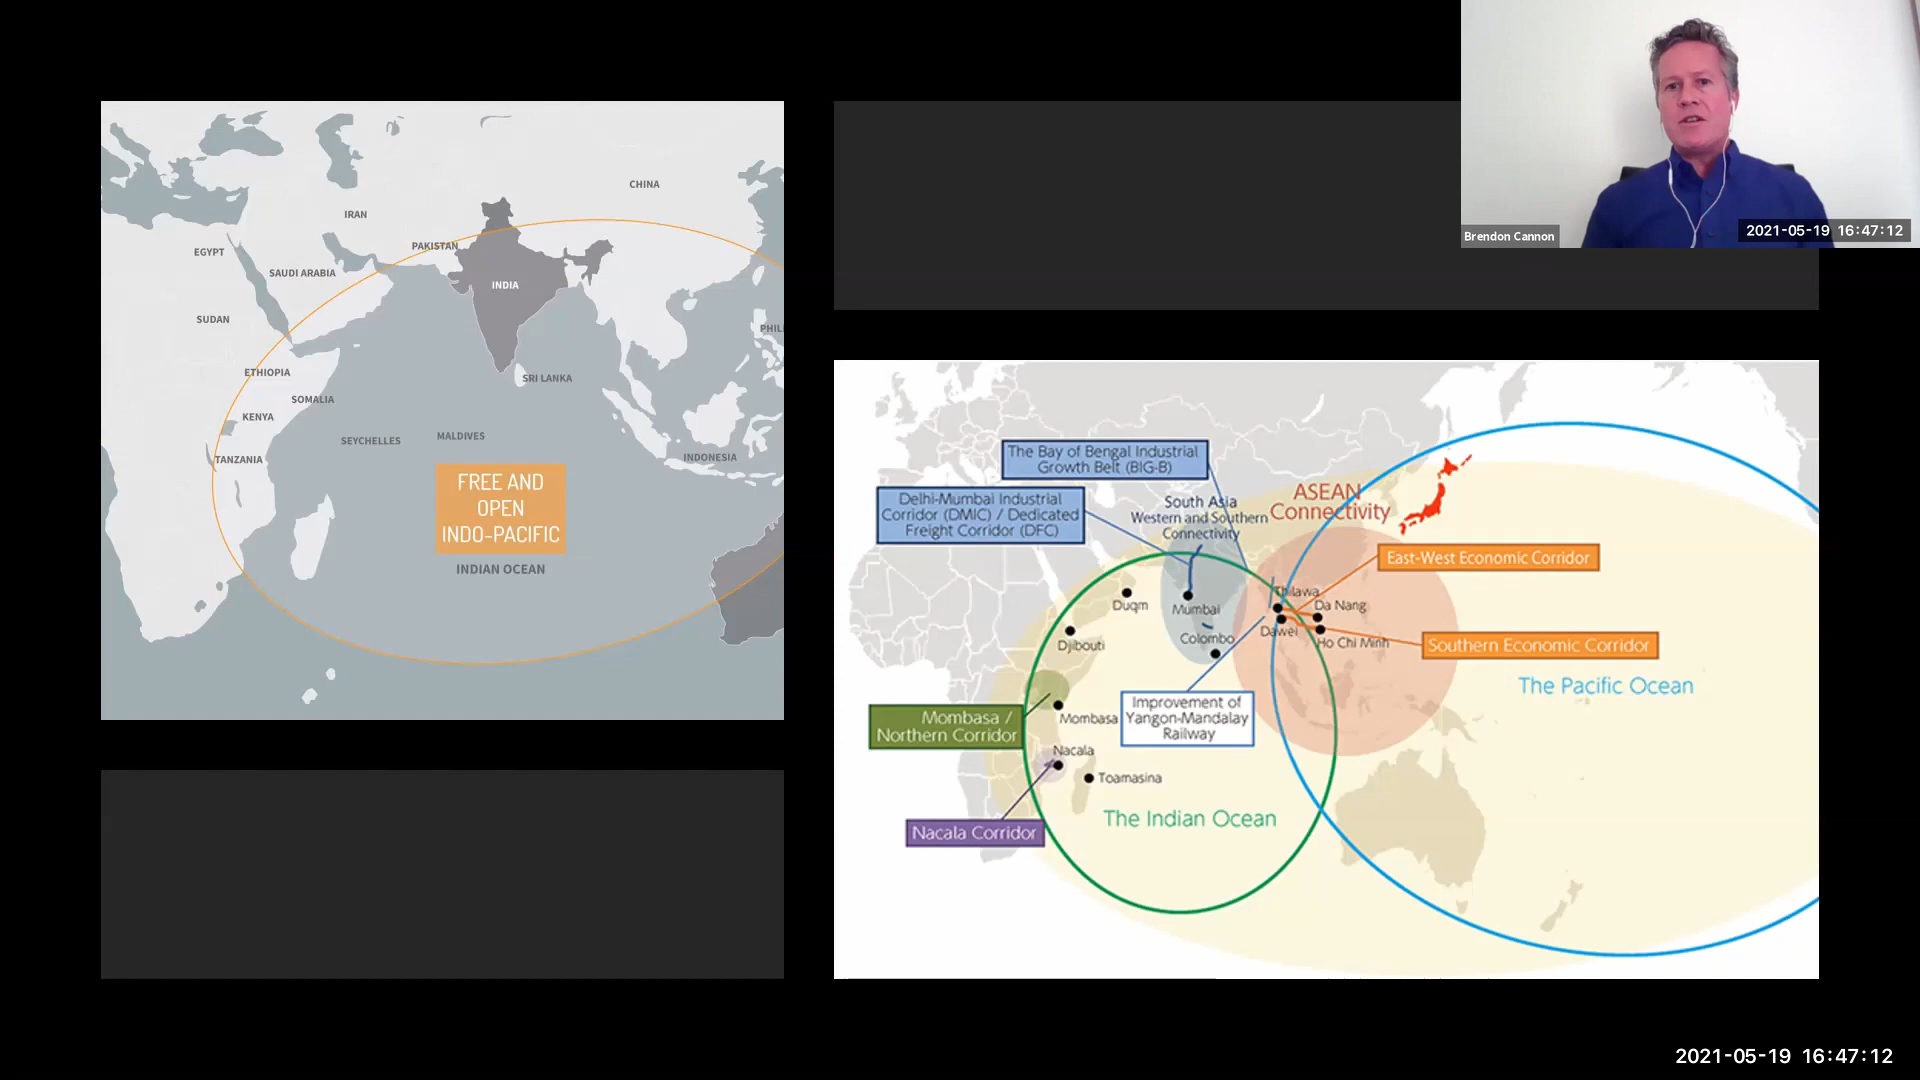 CHINA
IRAN
PAKISTAN
EGYPT
SAUDI ARABIA
INDIA
SUDAN
PHIL
ETHIOPIA
SRI LANKA
SOMALIA
KENYA
SEYCHELLES
MALDIVES
TANZANIA
INDONESIA
FREE AND
OPEN
INDO-PACIFIC
INDIAN OCEAN
Brendon Cannon
2021-05-19 16:47:12
The Bay of Bengal Industrial
Growth Belt (BIG-B)
Delhi-Mumbai Industrial
Corridor (DMIC) / Dedicated
Freight Corridor (DFC)
South Asia
Western and Southern
Connectivity
ASEAN
Connectivity
East-West Economic Corridor
Thilawa
Da Nang
Duqm
Mumbai
Dawei
Ho Chi Minh
Djibouti
Colombo
Southern Economic Corridor
The Pacific Ocean
Improvement of
Yangon-Mandalay
Railway
Mombasa /
Northern Corridor
Mombasa
Nacala
Toamasina
The Indian Ocean
Nacala Corridor
2021-05-19 16:47:12